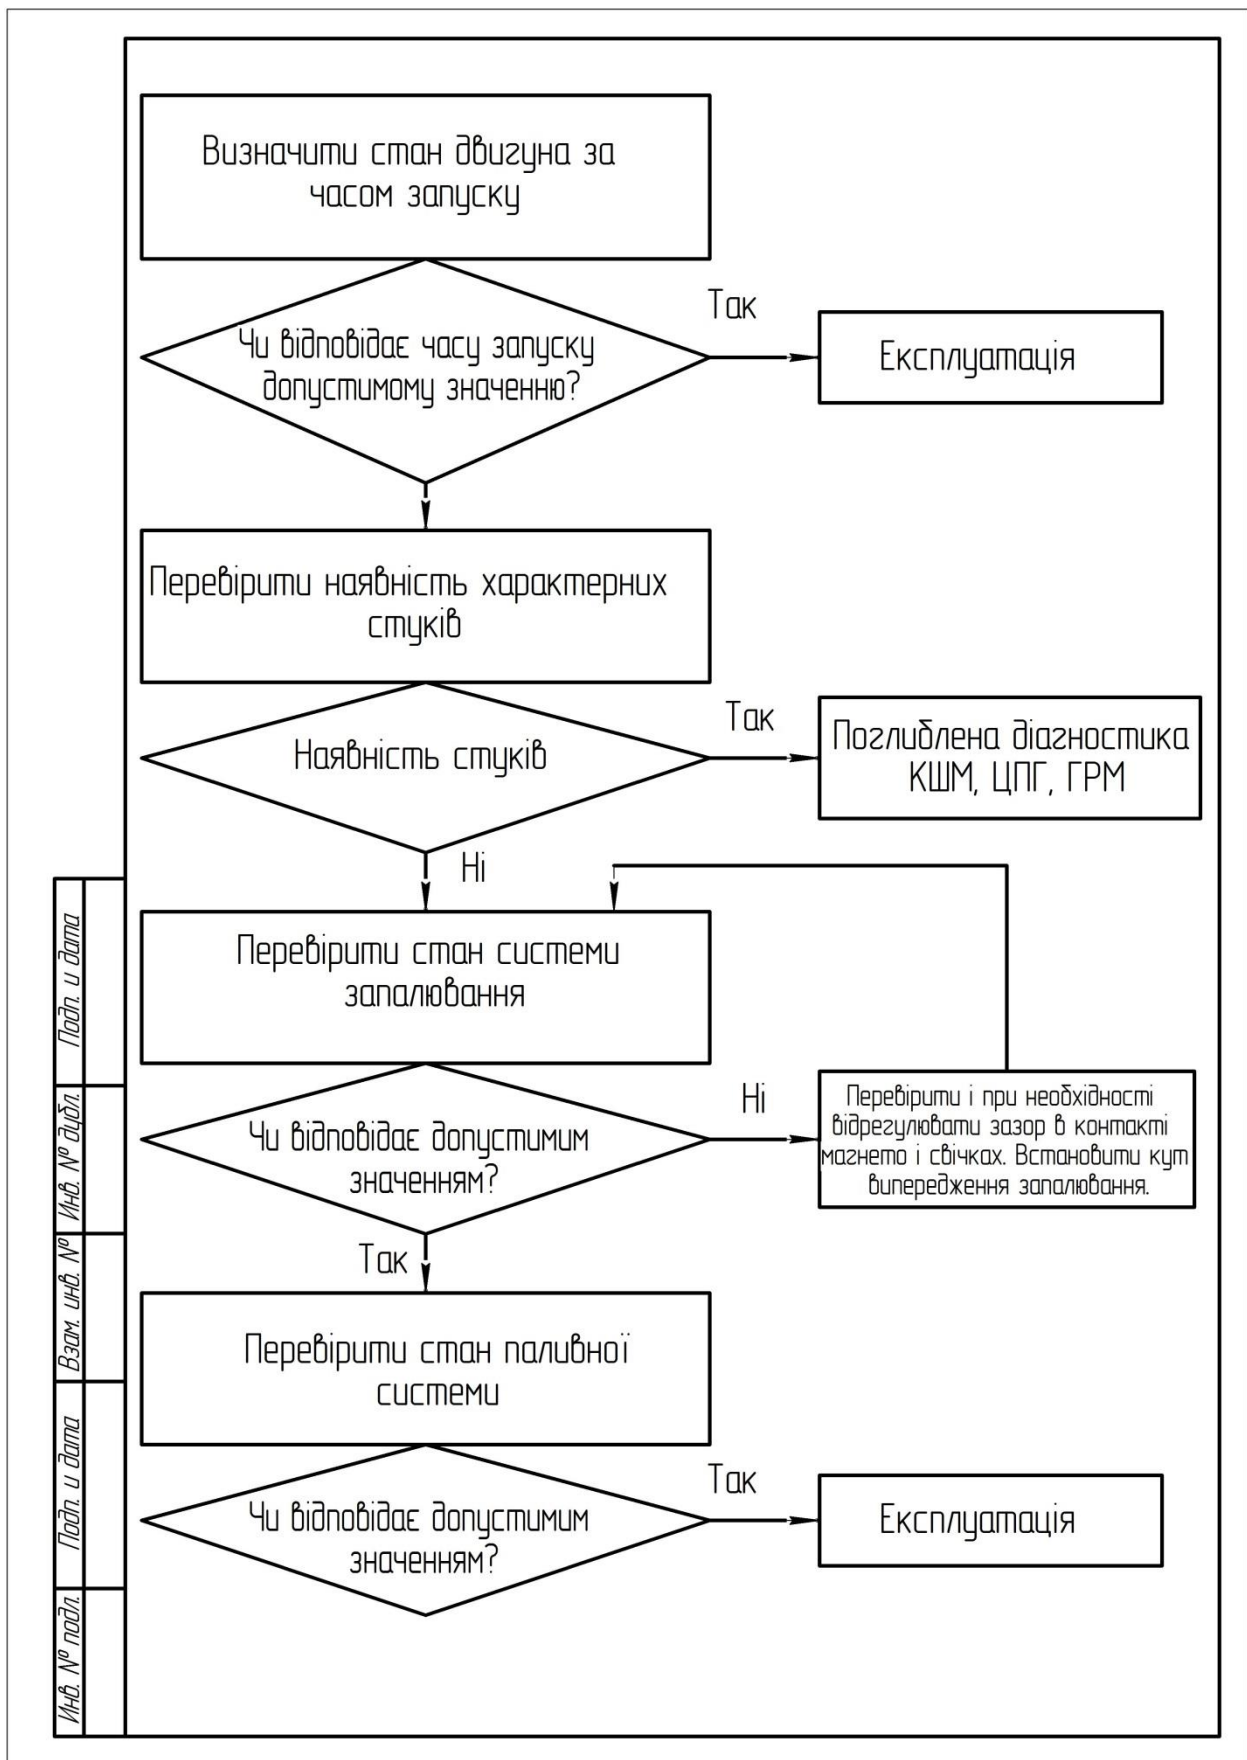 Визначити стан двигуна за
часом запуску
Чи відповідає часу запуску
допустимому значенню?
Так
Експлуатація
Перевірити наявність характерних
стуків
Наявність стуків
Так
Поглиблена діагностика
КШМ, ЦПГ, ГРМ
Ні
Перевірити стан системи
запалювання
Чи відповідає допустимим
значенням?
Ні
Перевірити і при необхідності
відрегулювати зазор в контакті
магнето і свічках. Встановити кут
випередження запалювання.
Так
Перевірити стан паливної
системи
Чи відповідає допустимим
значенням?
Так
Експлуатація
Подп. и дата
Инв. № дубл.
Взам. инв. №
Подп. и дата
Инв. № подл.